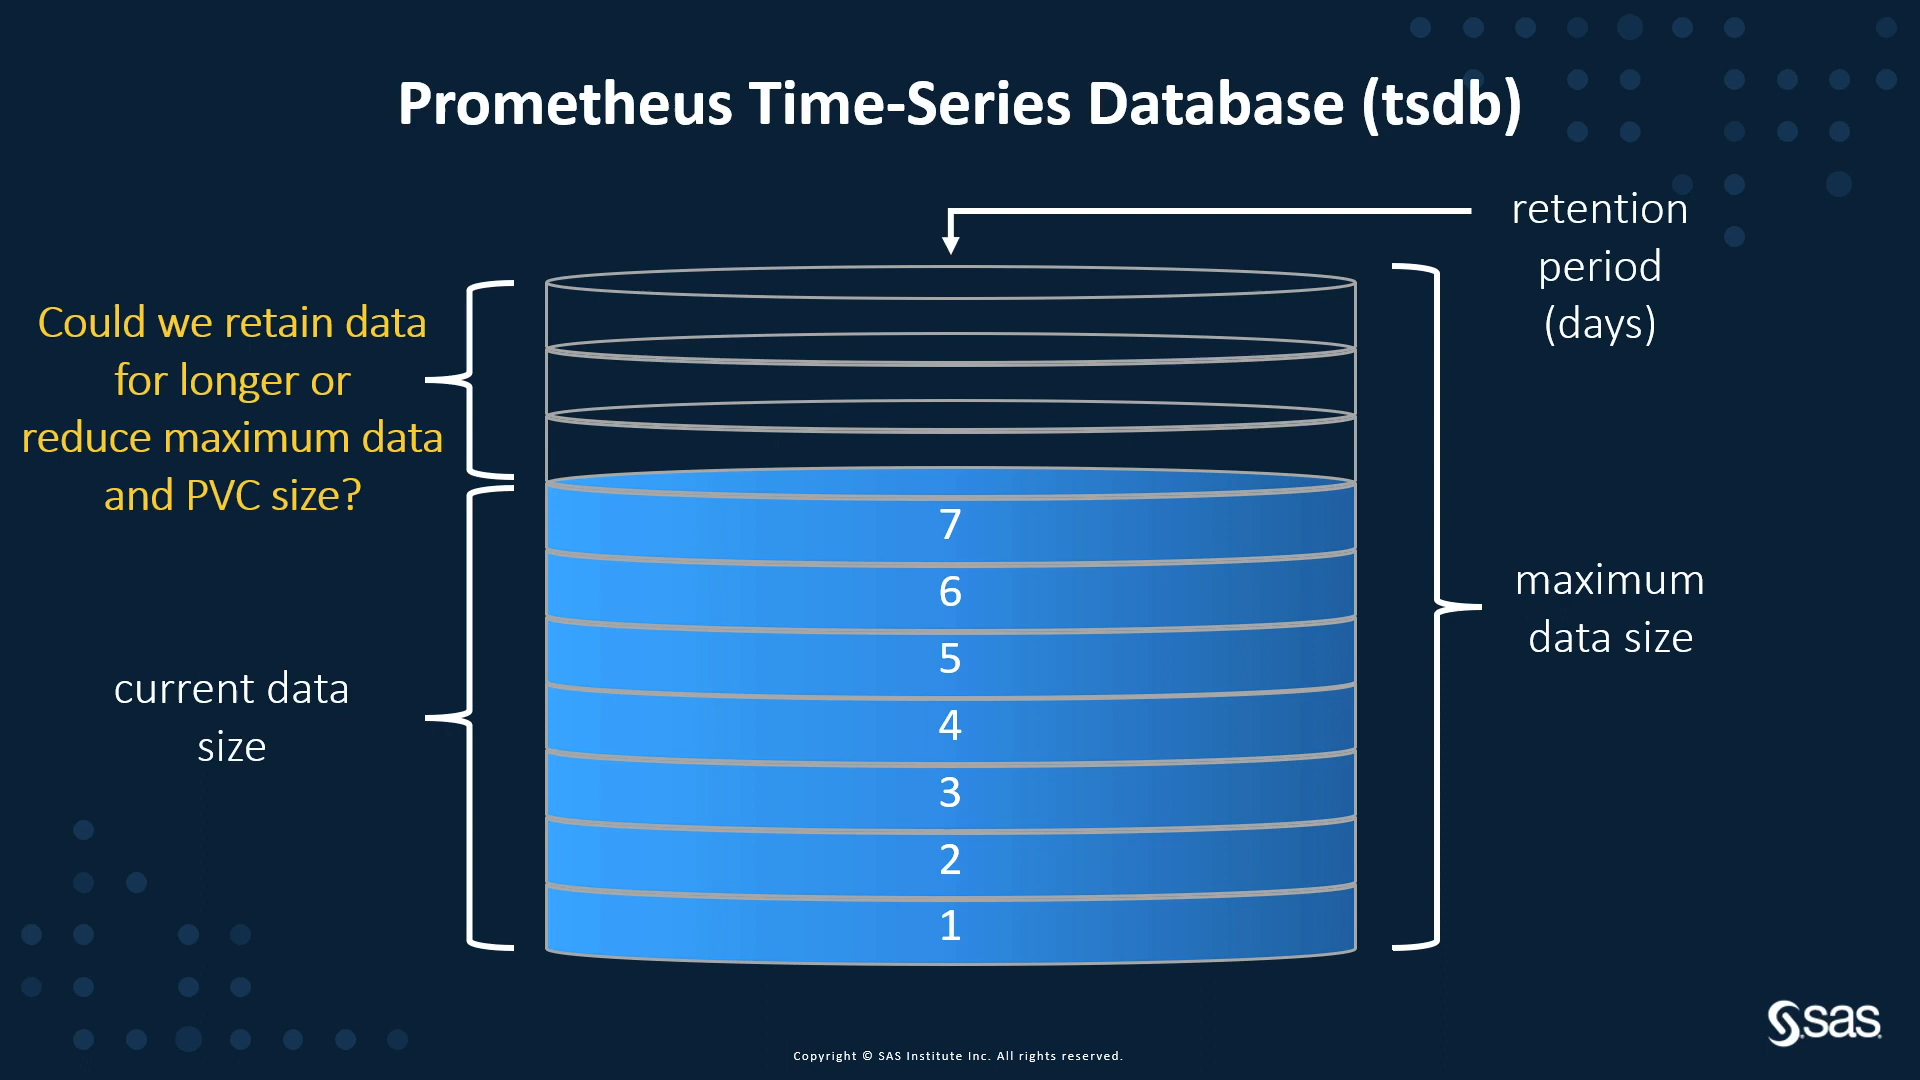 Prometheus Time-Series Database (tsdb)
retention
period
(days)
Could we retain data
for longer or
reduce maximum data
and PVC size?
7
6
5
4
3
2
1
maximum
data size
current data
size
sas
Copyright © SAS Institute Inc. All rights reserved.